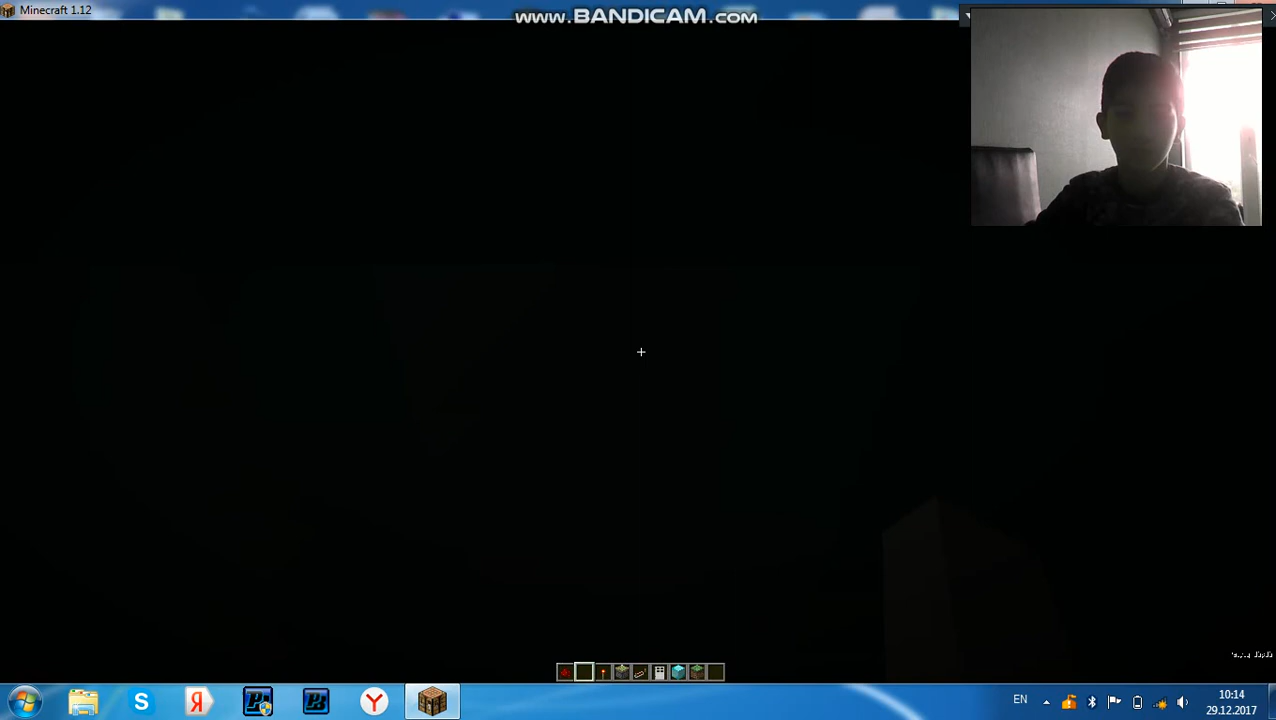 Minecraft 1.12
www.BANDICAM.com
S
Я
Y
EN
10:14
29.12.2017